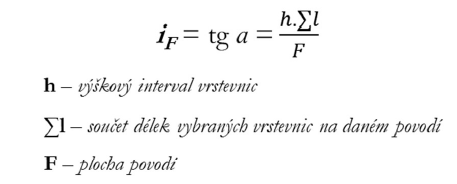 i_F = tg a = h.∑l / F
h – výškový interval vrstevnic
∑l – součet délek vybraných vrstevnic na daném povodí
F – plocha povodí